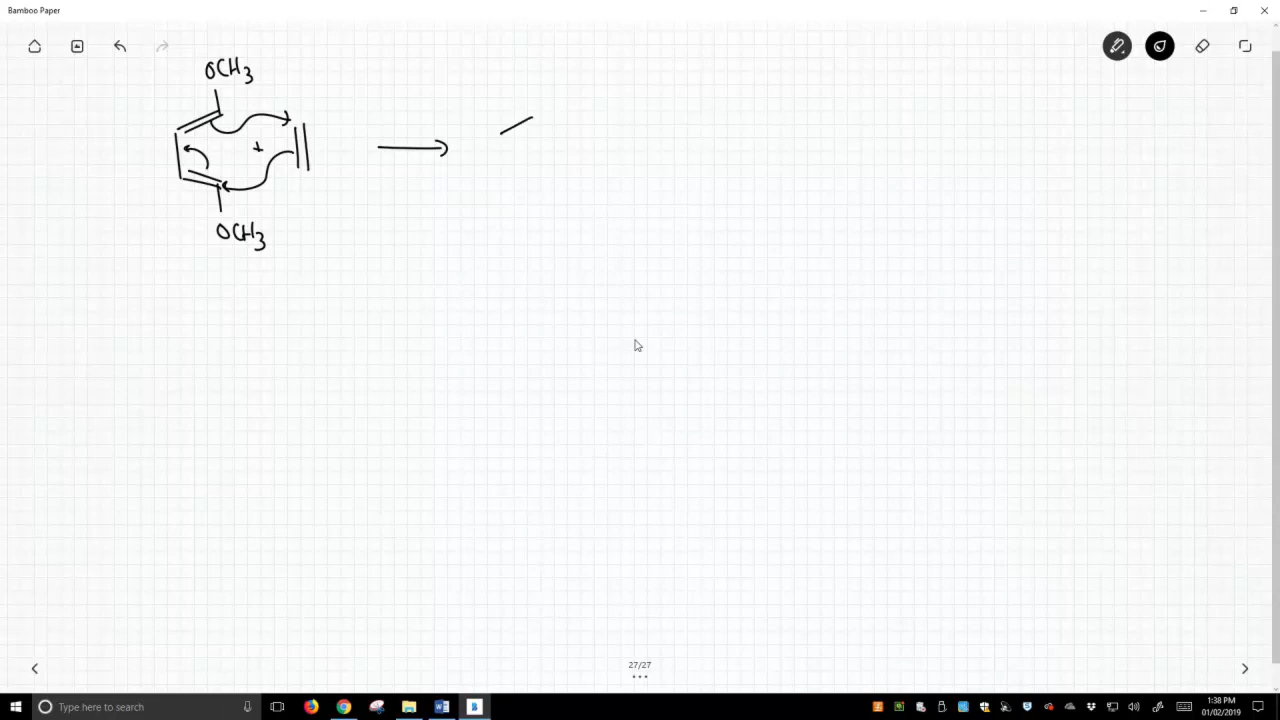 Bamboo Paper
OCH3
+
OCH3
27/27
Type here to search
1:38 PM
01/02/2019